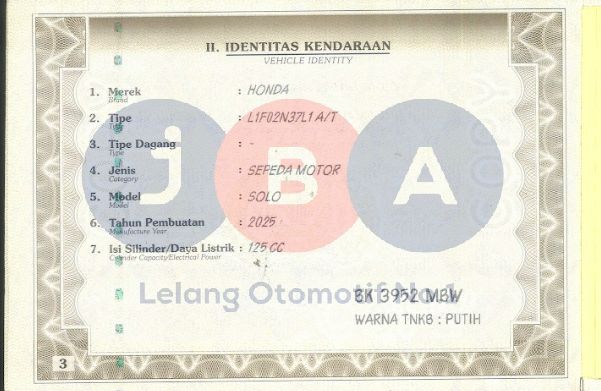 II. IDENTITAS KENDARAAN
VEHICLE IDENTITY
1. Merek : HONDA
Brand
2. Tipe : L1F02N37L1 A/T
Type
3. Tipe Dagang : -
Type
4. Jenis : SEPEDA MOTOR
Category
5. Model : SOLO
Model
6. Tahun Pembuatan : 2025
Manufacture Year
7. Isi Silinder/Daya Listrik : 125 CC
Cylinder Capacity/Electrical Power
jBA
Lelang Otomotif No.1
BK 3952 MBW
WARNA TNKB : PUTIH
3